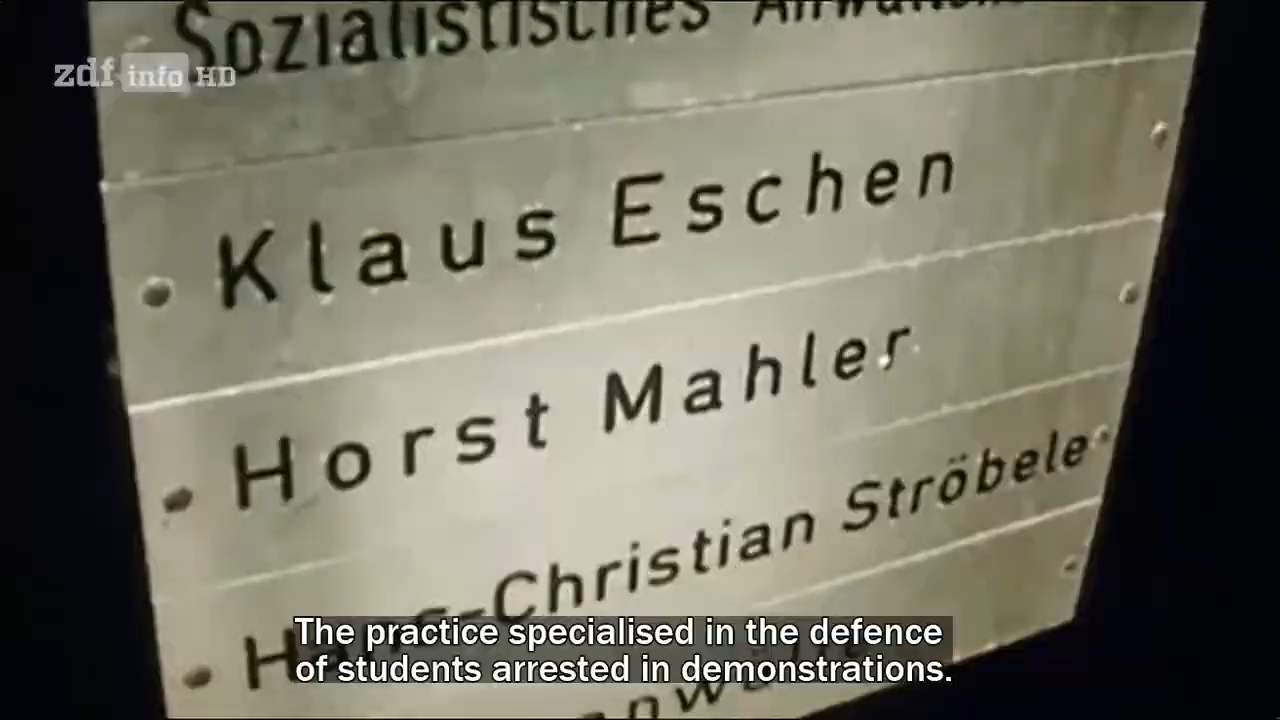 Sozialistisches
zdf info HD
Klaus Eschen
Horst Mahler
Hans-Christian Ströbele
The practice specialised in the defence
of students arrested in demonstrations.